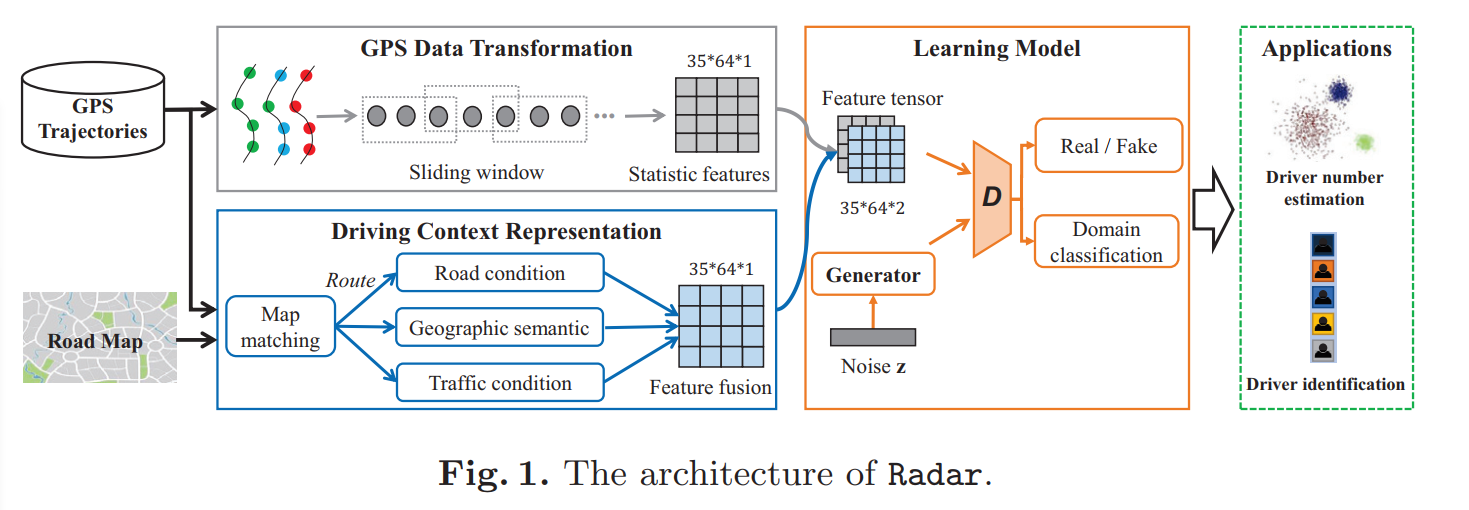 GPS
Trajectories
Road Map
GPS Data Transformation
35*64*1
...
Sliding window
Statistic features
Driving Context Representation
Route
Map
matching
Road condition
Geographic semantic
Traffic condition
35*64*1
Feature fusion
Learning Model
Feature tensor
35*64*2
Generator
Noise z
D
Real / Fake
Domain
classification
Applications
Driver number
estimation
Driver identification
Fig. 1. The architecture of Radar.